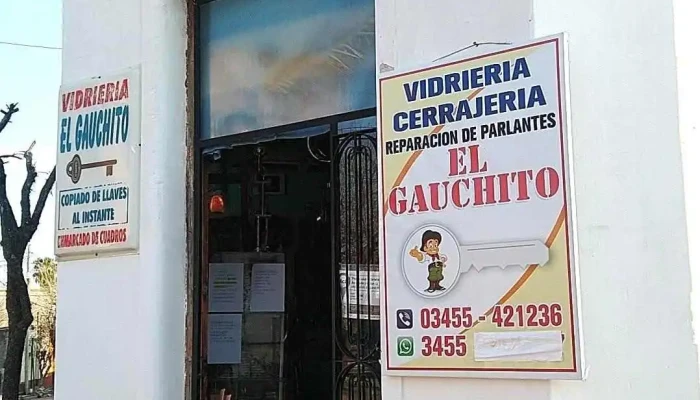 VIDRIERIA
EL GAUCHITO
COPIADO DE LLAVES
AL INSTANTE
ENMARCADO DE CUADROS
VIDRIERIA
CERRAJERIA
REPARACION DE PARLANTES
EL
GAUCHITO
03455 - 421236
3455